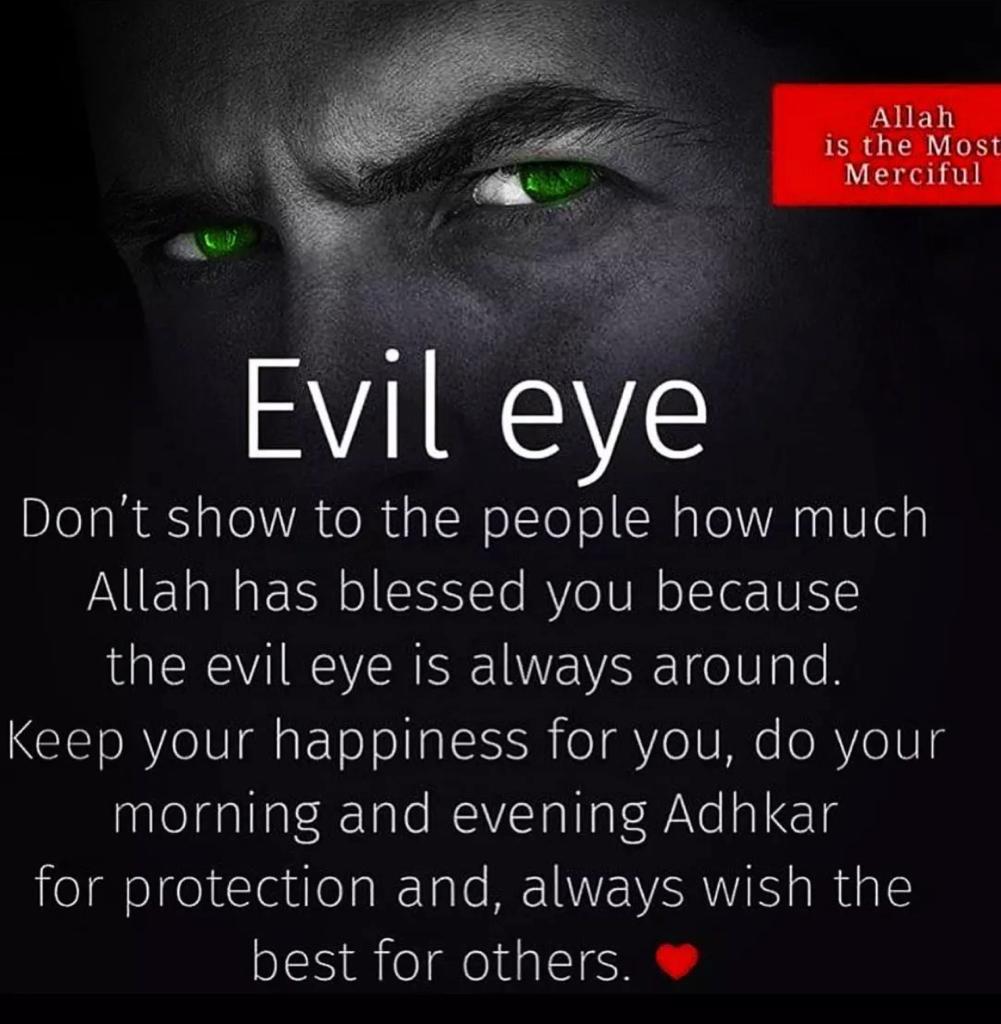 Allah
is the Most
Merciful
Evil eye
Don't show to the people how much
Allah has blessed you because
the evil eye is always around.
Keep your happiness for you, do your
morning and evening Adhkar
for protection and, always wish the
best for others. ❤